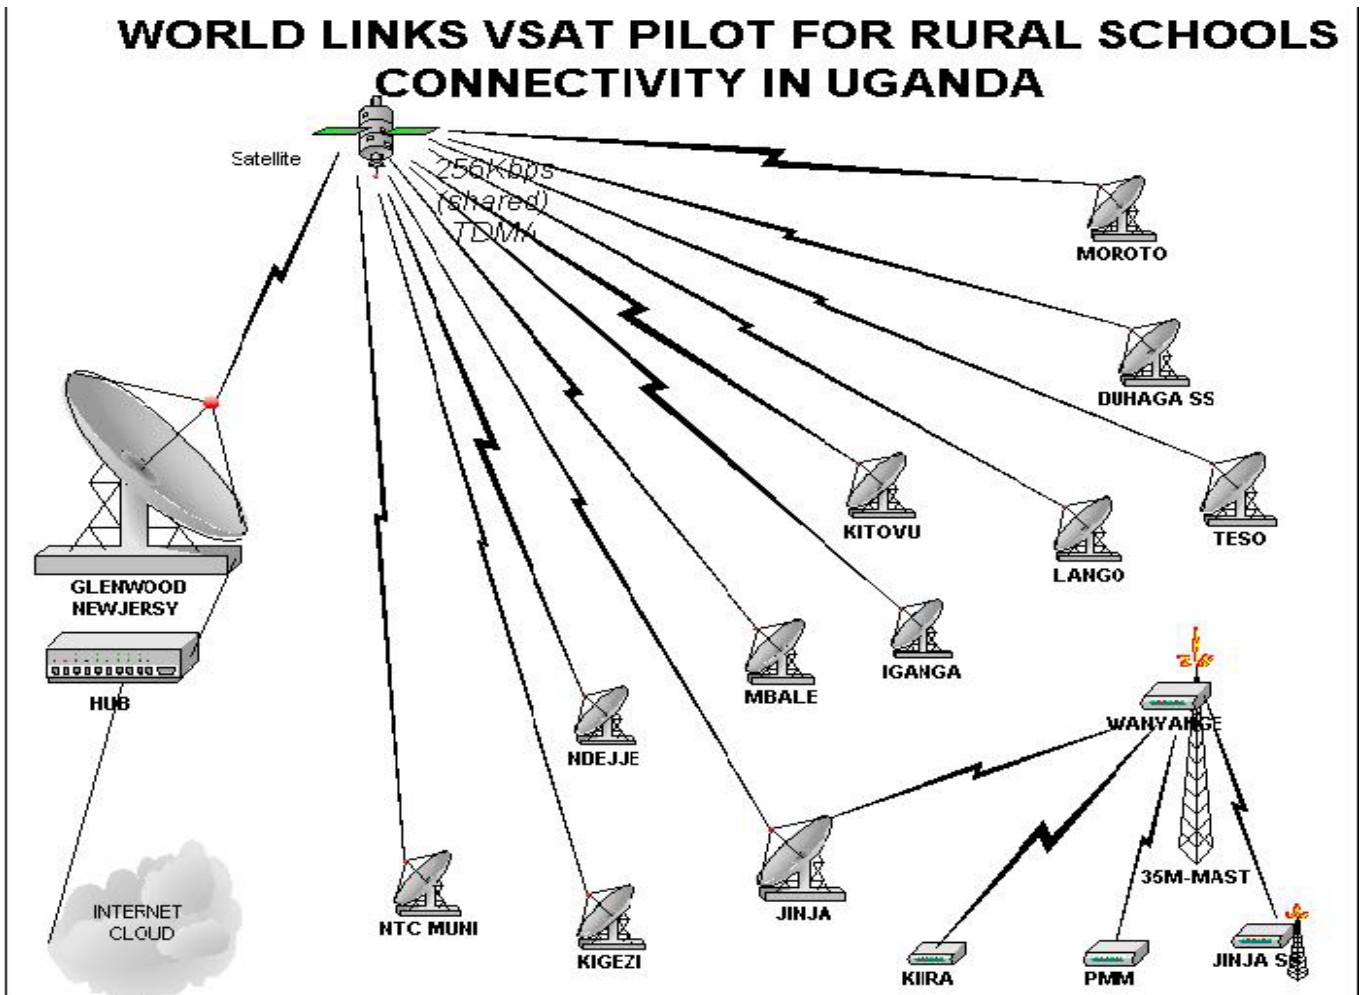 WORLD LINKS VSAT PILOT FOR RURAL SCHOOLS
CONNECTIVITY IN UGANDA
Satellite
256Kbps
(shared)
TDMA
MOROTO
DUHAGA SS
KITOVU
TESO
LANGO
GLENWOOD
NEWJERSY
HUB
IGANGA
MBALE
WANYANGE
NDEJJE
35M-MAST
INTERNET
CLOUD
NTC MUNI
JINJA
KIGEZI
KIIRA
PMM
JINJA SS